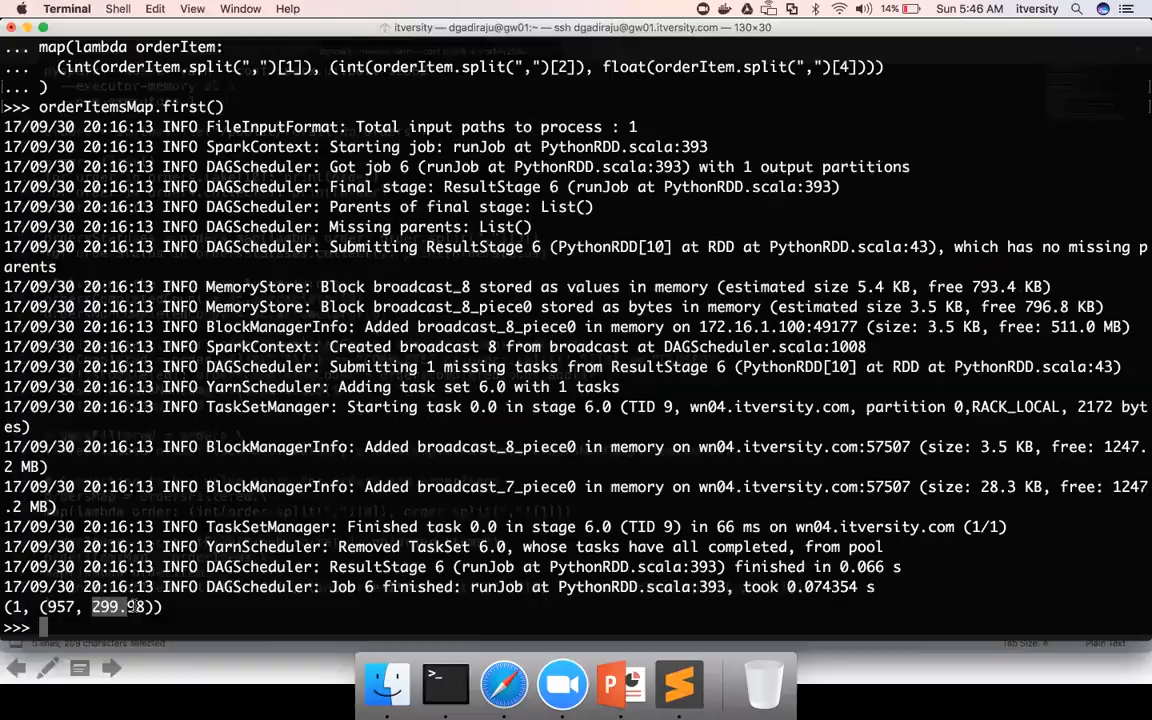 Terminal Shell Edit View Window Help 14% Sun 5:46 AM itversity
itversity — dgadiraju@gw01:~ — ssh dgadiraju@gw01.itversity.com — 130×30
... map(lambda orderItem:
...  (int(orderItem.split(",")[1]), (int(orderItem.split(",")[2]), float(orderItem.split(",")[4])))
... )
>>> orderItemsMap.first()
17/09/30 20:16:13 INFO FileInputFormat: Total input paths to process : 1
17/09/30 20:16:13 INFO SparkContext: Starting job: runJob at PythonRDD.scala:393
17/09/30 20:16:13 INFO DAGScheduler: Got job 6 (runJob at PythonRDD.scala:393) with 1 output partitions
17/09/30 20:16:13 INFO DAGScheduler: Final stage: ResultStage 6 (runJob at PythonRDD.scala:393)
17/09/30 20:16:13 INFO DAGScheduler: Parents of final stage: List()
17/09/30 20:16:13 INFO DAGScheduler: Missing parents: List()
17/09/30 20:16:13 INFO DAGScheduler: Submitting ResultStage 6 (PythonRDD[10] at RDD at PythonRDD.scala:43), which has no missing p
arents
17/09/30 20:16:13 INFO MemoryStore: Block broadcast_8 stored as values in memory (estimated size 5.4 KB, free 793.4 KB)
17/09/30 20:16:13 INFO MemoryStore: Block broadcast_8_piece0 stored as bytes in memory (estimated size 3.5 KB, free 796.8 KB)
17/09/30 20:16:13 INFO BlockManagerInfo: Added broadcast_8_piece0 in memory on 172.16.1.100:49177 (size: 3.5 KB, free: 511.0 MB)
17/09/30 20:16:13 INFO SparkContext: Created broadcast 8 from broadcast at DAGScheduler.scala:1008
17/09/30 20:16:13 INFO DAGScheduler: Submitting 1 missing tasks from ResultStage 6 (PythonRDD[10] at RDD at PythonRDD.scala:43)
17/09/30 20:16:13 INFO YarnScheduler: Adding task set 6.0 with 1 tasks
17/09/30 20:16:13 INFO TaskSetManager: Starting task 0.0 in stage 6.0 (TID 9, wn04.itversity.com, partition 0,RACK_LOCAL, 2172 byt
es)
17/09/30 20:16:13 INFO BlockManagerInfo: Added broadcast_8_piece0 in memory on wn04.itversity.com:57507 (size: 3.5 KB, free: 1247.
2 MB)
17/09/30 20:16:13 INFO BlockManagerInfo: Added broadcast_7_piece0 in memory on wn04.itversity.com:57507 (size: 28.3 KB, free: 1247
.2 MB)
17/09/30 20:16:13 INFO TaskSetManager: Finished task 0.0 in stage 6.0 (TID 9) in 66 ms on wn04.itversity.com (1/1)
17/09/30 20:16:13 INFO YarnScheduler: Removed TaskSet 6.0, whose tasks have all completed, from pool
17/09/30 20:16:13 INFO DAGScheduler: ResultStage 6 (runJob at PythonRDD.scala:393) finished in 0.066 s
17/09/30 20:16:13 INFO DAGScheduler: Job 6 finished: runJob at PythonRDD.scala:393, took 0.074354 s
(1, (957, 299.98))
>>>